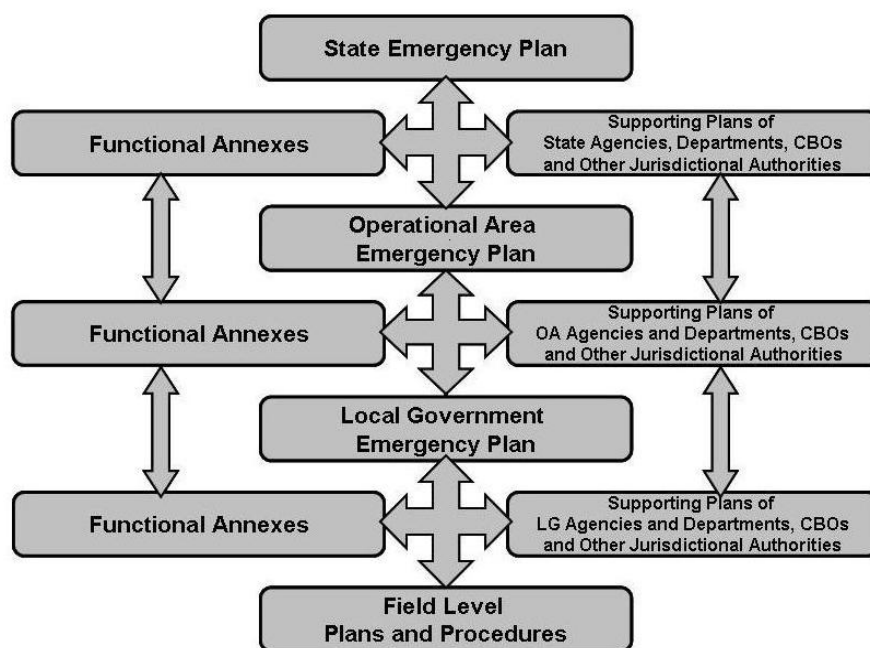 State Emergency Plan
Functional Annexes
Supporting Plans of
State Agencies, Departments, CBOs
and Other Jurisdictional Authorities
Operational Area
Emergency Plan
Functional Annexes
Supporting Plans of
OA Agencies and Departments, CBOs
and Other Jurisdictional Authorities
Local Government
Emergency Plan
Functional Annexes
Supporting Plans of
LG Agencies and Departments, CBOs
and Other Jurisdictional Authorities
Field Level
Plans and Procedures